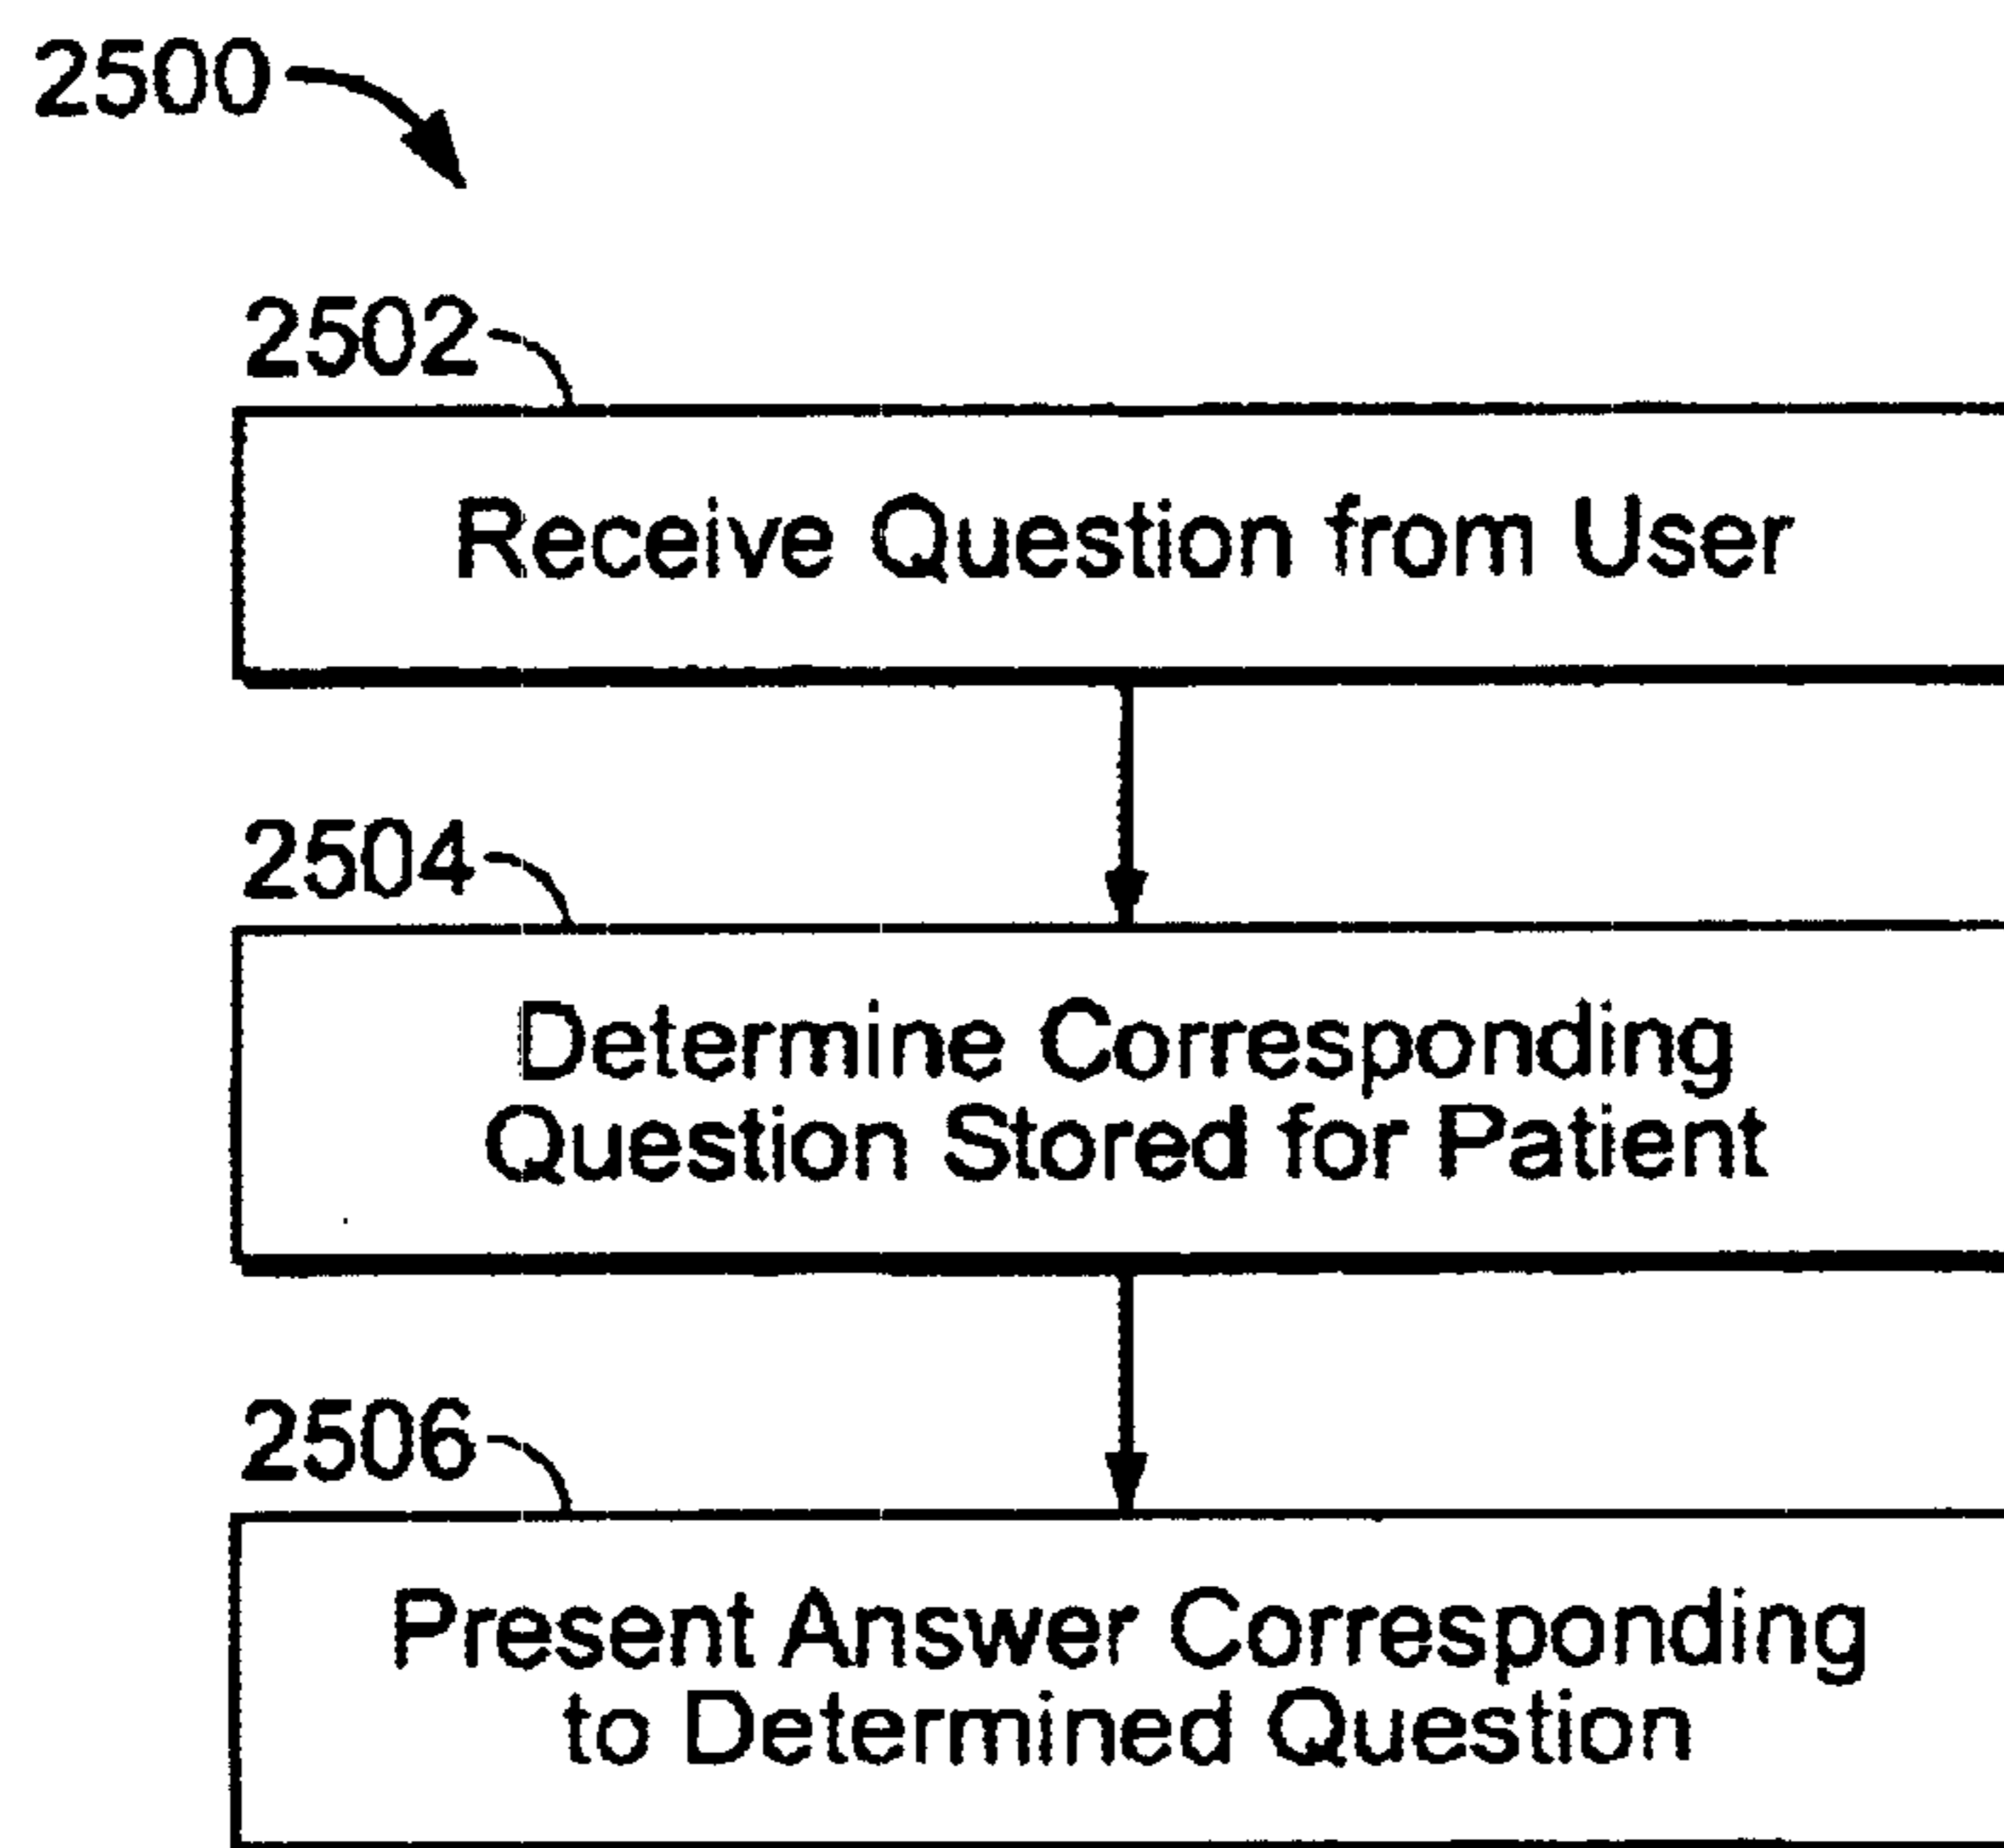 2500
2502
Receive Question from User
2504
Determine Corresponding
Question Stored for Patient
2506
Present Answer Corresponding
to Determined Question